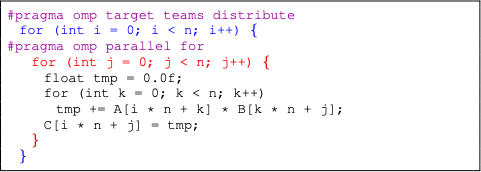 #pragma omp target teams distribute
for (int i = 0; i < n; i++) {
#pragma omp parallel for
for (int j = 0; j < n; j++) {
float tmp = 0.0f;
for (int k = 0; k < n; k++)
tmp += A[i * n + k] * B[k * n + j];
C[i * n + j] = tmp;
}
}